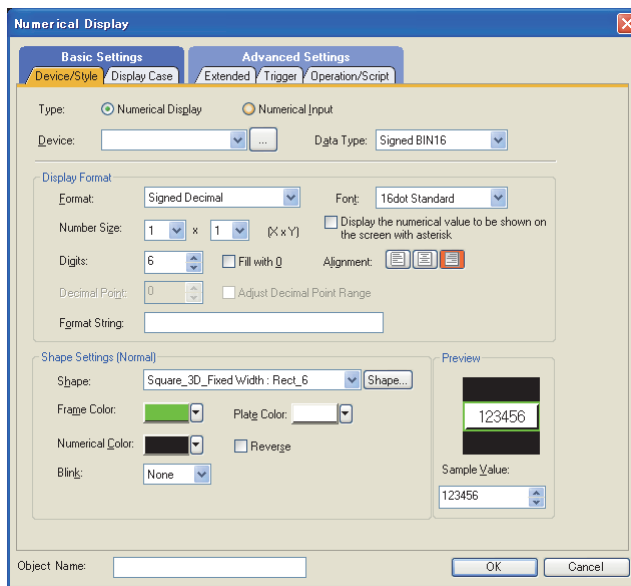 Numerical Display
Basic Settings Advanced Settings
Device/Style Display Case Extended Trigger Operation/Script
Type: Numerical Display Numerical Input
Device: ... Data Type: Signed BIN16
Display Format
Format: Signed Decimal Font: 16dot Standard
Number Size: 1 x 1 (X x Y) Display the numerical value to be shown on
the screen with asterisk
Digits: 6 Fill with 0 Alignment:
Decimal Point: 0 Adjust Decimal Point Range
Format String:
Shape Settings (Normal) Preview
Shape: Square_3D_Fixed Width : Rect_6 Shape...
Frame Color: Plate Color: 123456
Numerical Color: Reverse
Blink: None Sample Value:
123456
Object Name: OK Cancel